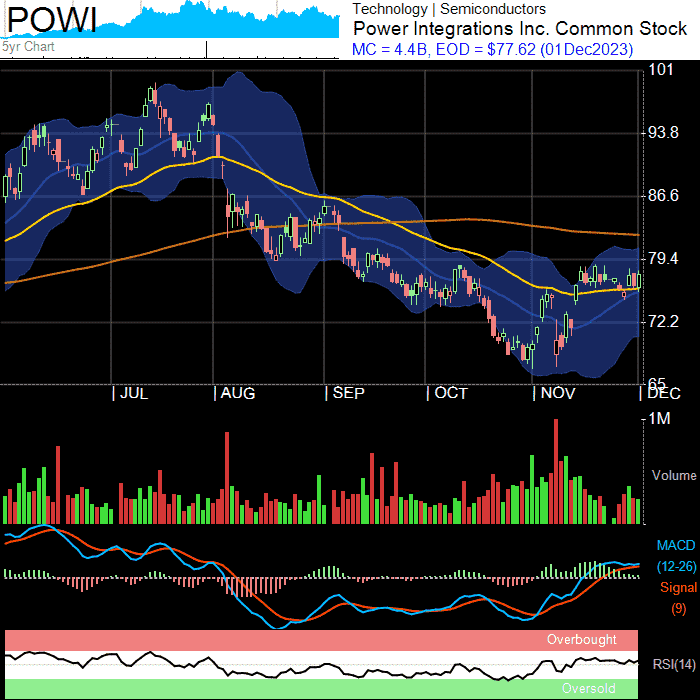 POWI
Technology | Semiconductors
Power Integrations Inc. Common Stock
MC = 4.4B, EOD = $77.62 (01Dec2023)
5yr Chart
101
93.8
86.6
79.4
72.2
65
JUL
AUG
SEP
OCT
NOV
DEC
1M
Volume
MACD
(12-26)
Signal
(9)
Overbought
RSI(14)
Oversold